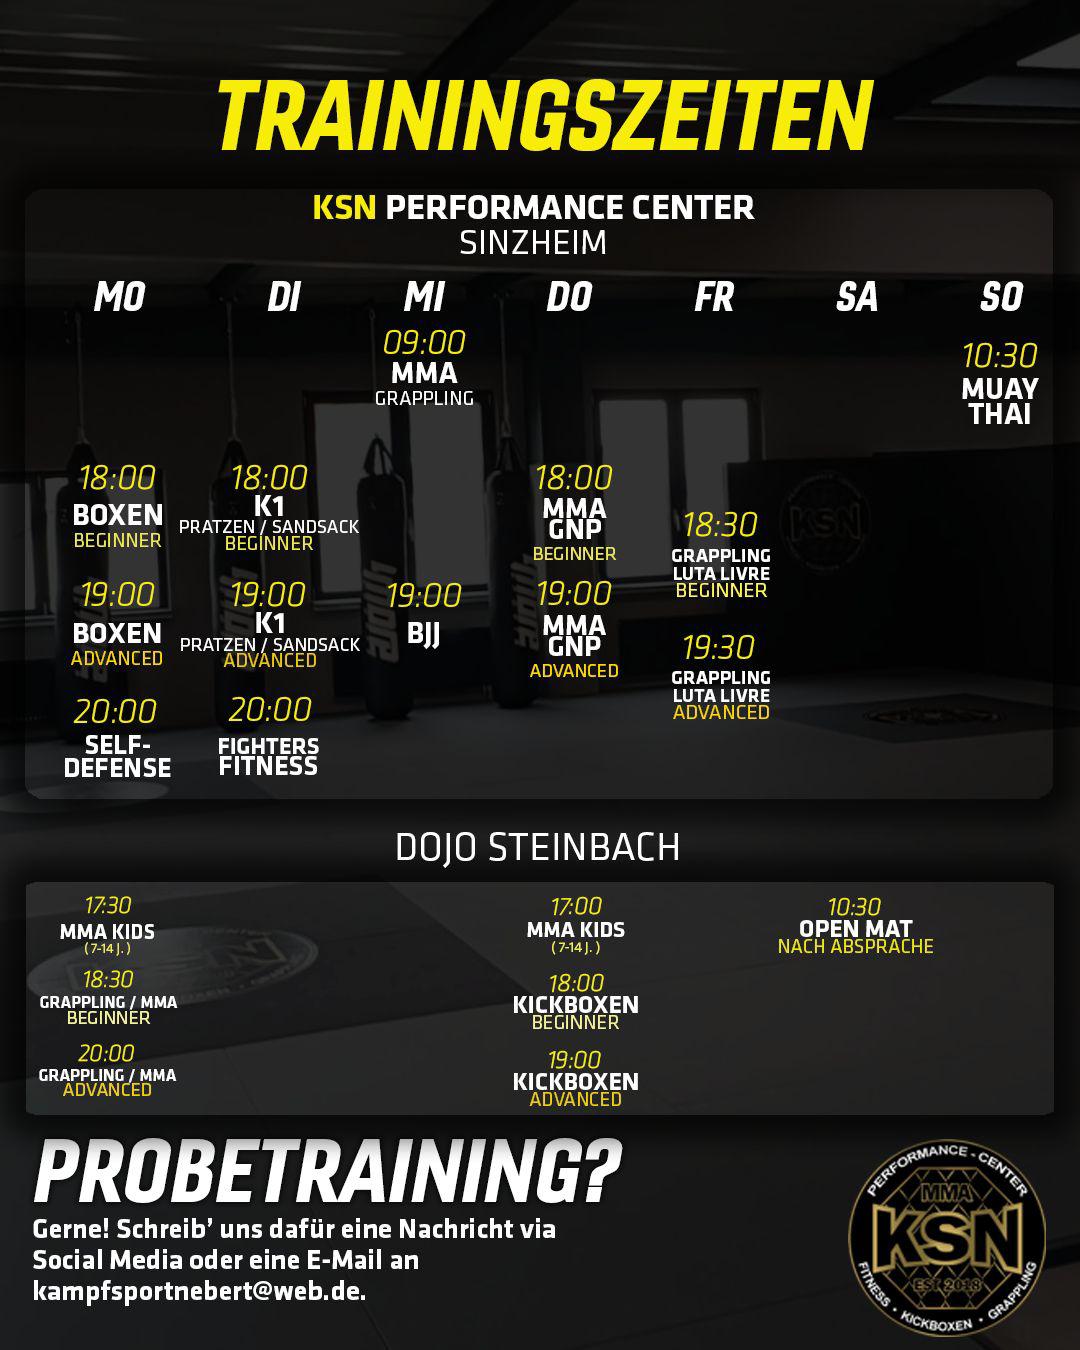 TRAININGSZEITEN
KSN PERFORMANCE CENTER
SINZHEIM
MO DI MI DO FR SA SO
09:00
MMA
GRAPPLING
10:30
MUAY
THAI
18:00
BOXEN
BEGINNER
18:00
K1
PRATZEN / SANDSACK
BEGINNER
18:00
MMA
GNP
BEGINNER
18:30
GRAPPLING
LUTA LIVRE
BEGINNER
19:00
BOXEN
ADVANCED
19:00
K1
PRATZEN / SANDSACK
ADVANCED
19:00
BJJ
19:00
MMA
GNP
ADVANCED
19:30
GRAPPLING
LUTA LIVRE
ADVANCED
20:00
SELF-
DEFENSE
20:00
FIGHTERS
FITNESS
DOJO STEINBACH
17:30
MMA KIDS
(7-14 J.)
17:00
MMA KIDS
(7-14 J.)
10:30
OPEN MAT
NACH ABSPRACHE
18:30
GRAPPLING / MMA
BEGINNER
18:00
KICKBOXEN
BEGINNER
20:00
GRAPPLING / MMA
ADVANCED
19:00
KICKBOXEN
ADVANCED
PROBETRAINING?
Gerne! Schreib’ uns dafür eine Nachricht via
Social Media oder eine E-Mail an
kampfsportnebert@web.de.
PERFORMANCE - CENTER
MMA
KSN
EST 2018
FITNESS • KICKBOXEN • GRAPPLING